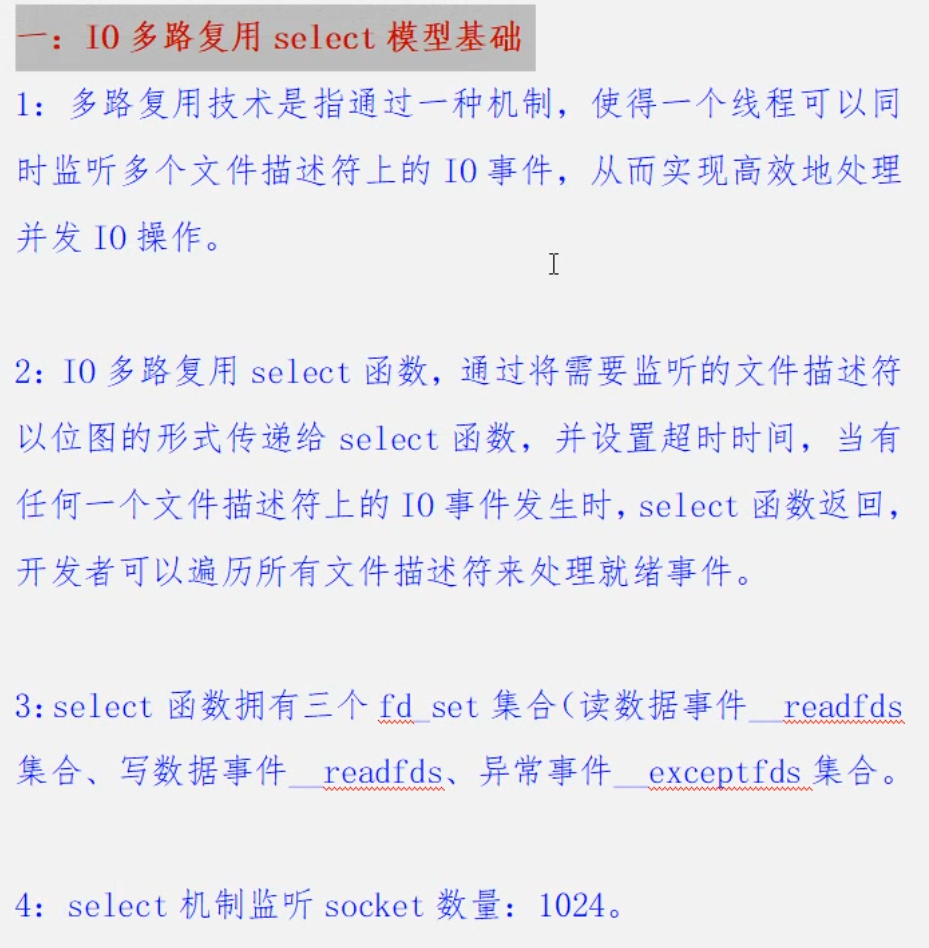 一：IO 多路复用 select 模型基础
1：多路复用技术是指通过一种机制，使得一个线程可以同
时监听多个文件描述符上的 IO 事件，从而实现高效地处理
并发 IO 操作。
2：IO 多路复用 select 函数，通过将需要监听的文件描述符
以位图的形式传递给 select 函数，并设置超时时间，当有
任何一个文件描述符上的 IO 事件发生时，select 函数返回，
开发者可以遍历所有文件描述符来处理就绪事件。
3：select 函数拥有三个 fd_set 集合（读数据事件__readfds
集合、写数据事件__readfds、异常事件__exceptfds 集合。
4：select 机制监听 socket 数量：1024。